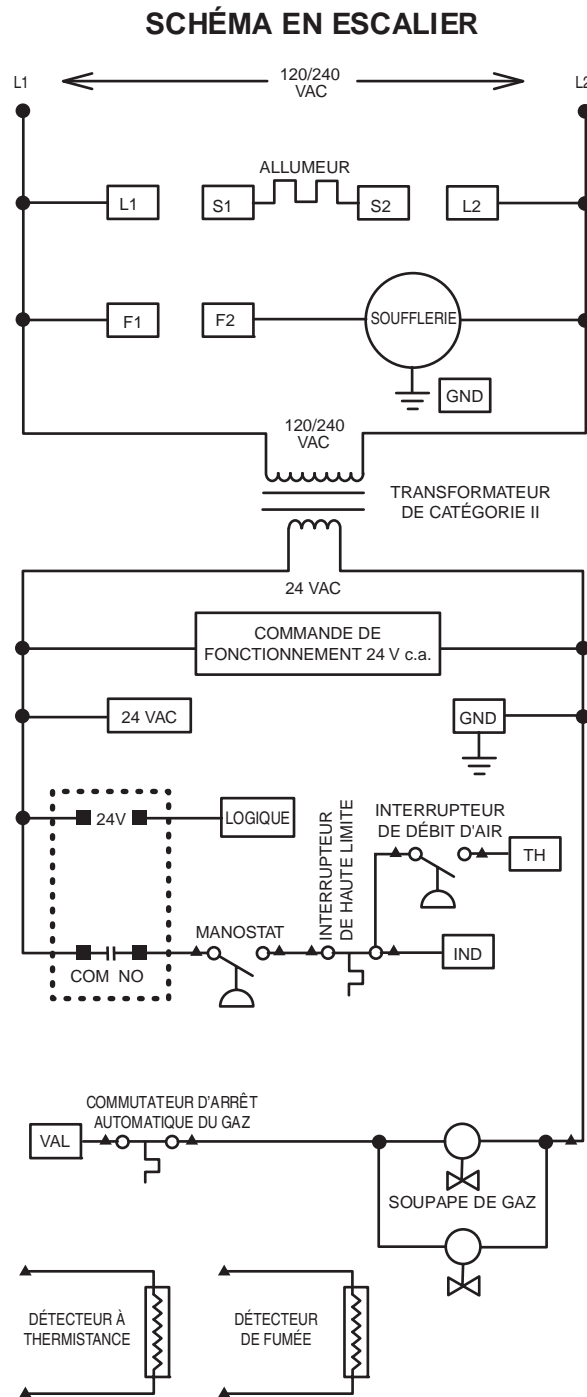 SCHÉMA EN ESCALIER
L1
120/240
VAC
L2
ALLUMEUR
L1
S1
S2
L2
F1
F2
SOUFFLERIE
GND
120/240
VAC
TRANSFORMATEUR
DE CATÉGORIE II
24 VAC
COMMANDE DE
FONCTIONNEMENT 24 V c.a.
24 VAC
GND
24V
LOGIQUE
INTERRUPTEUR
DE HAUTE LIMITE
INTERRUPTEUR
DE DÉBIT D'AIR
TH
MANOSTAT
COM NO
IND
COMMUTATEUR D'ARRÊT
AUTOMATIQUE DU GAZ
VAL
SOUPAPE DE GAZ
DÉTECTEUR À
THERMISTANCE
DÉTECTEUR
DE FUMÉE